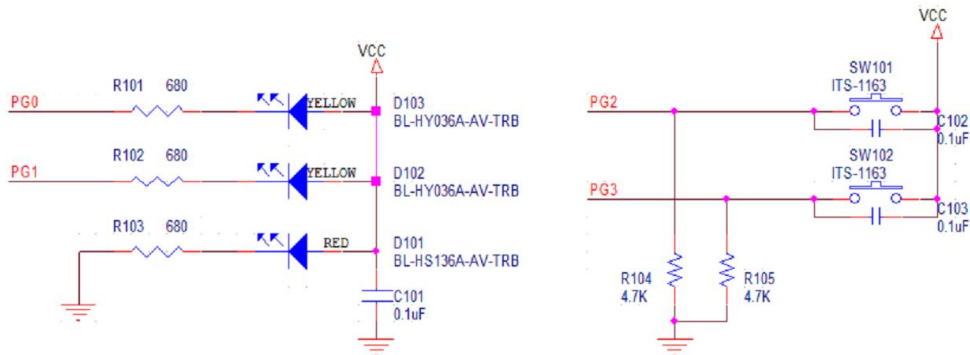 VCC
R101 680
PG0
YELLOW
D103
BL-HY036A-AV-TRB
R102 680
PG1
YELLOW
D102
BL-HY036A-AV-TRB
R103 680
RED
D101
BL-HS136A-AV-TRB
C101
0.1uF
VCC
SW101
ITS-1163
PG2
C102
0.1uF
SW102
ITS-1163
PG3
C103
0.1uF
R104
4.7K
R105
4.7K